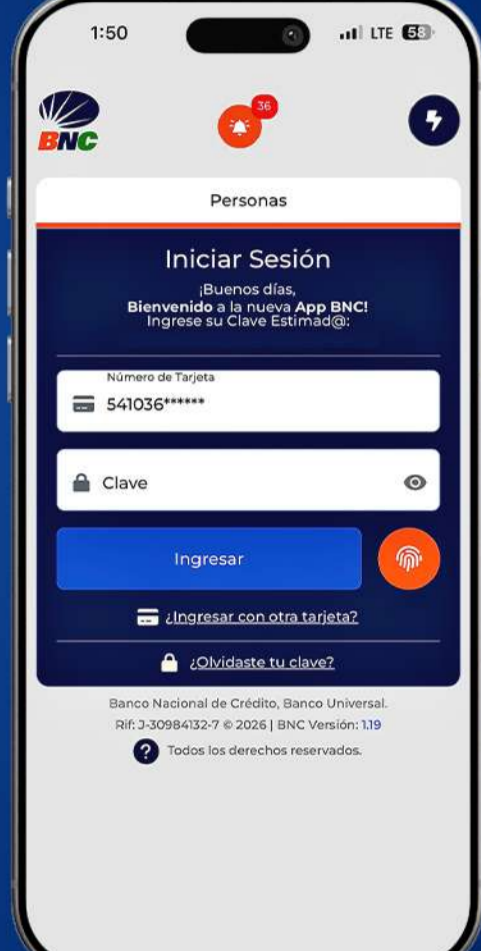 1:50
LTE 58
36
BNC
Personas
Iniciar Sesión
¡Buenos días,
Bienvenido a la nueva App BNC!
Ingrese su Clave Estimad@:
Número de Tarjeta
541036******
Clave
Ingresar
¿Ingresar con otra tarjeta?
¿Olvidaste tu clave?
Banco Nacional de Crédito, Banco Universal.
Rif: J-30984132-7 © 2026 | BNC Versión: 1.19
? Todos los derechos reservados.